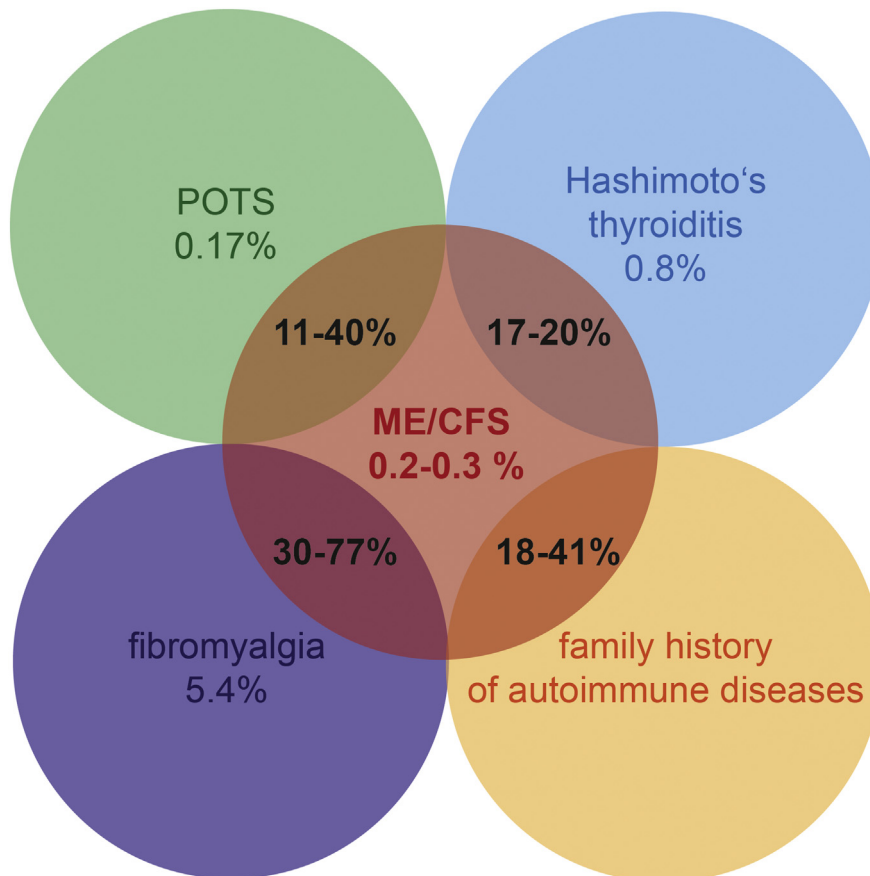 POTS
0.17%
Hashimoto‘s
thyroiditis
0.8%
11-40%
17-20%
ME/CFS
0.2-0.3 %
30-77%
18-41%
fibromyalgia
5.4%
family history
of autoimmune diseases